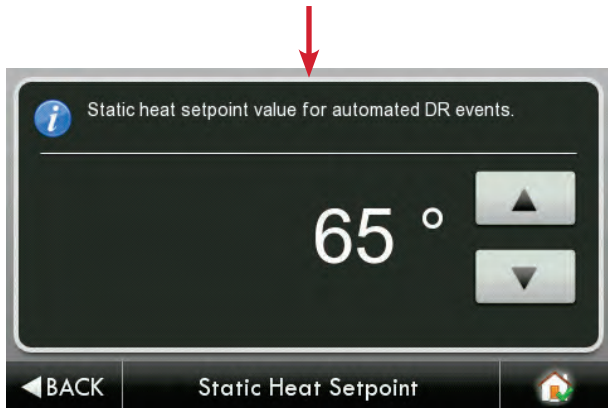 Static heat setpoint value for automated DR events.
65 °
BACK
Static Heat Setpoint